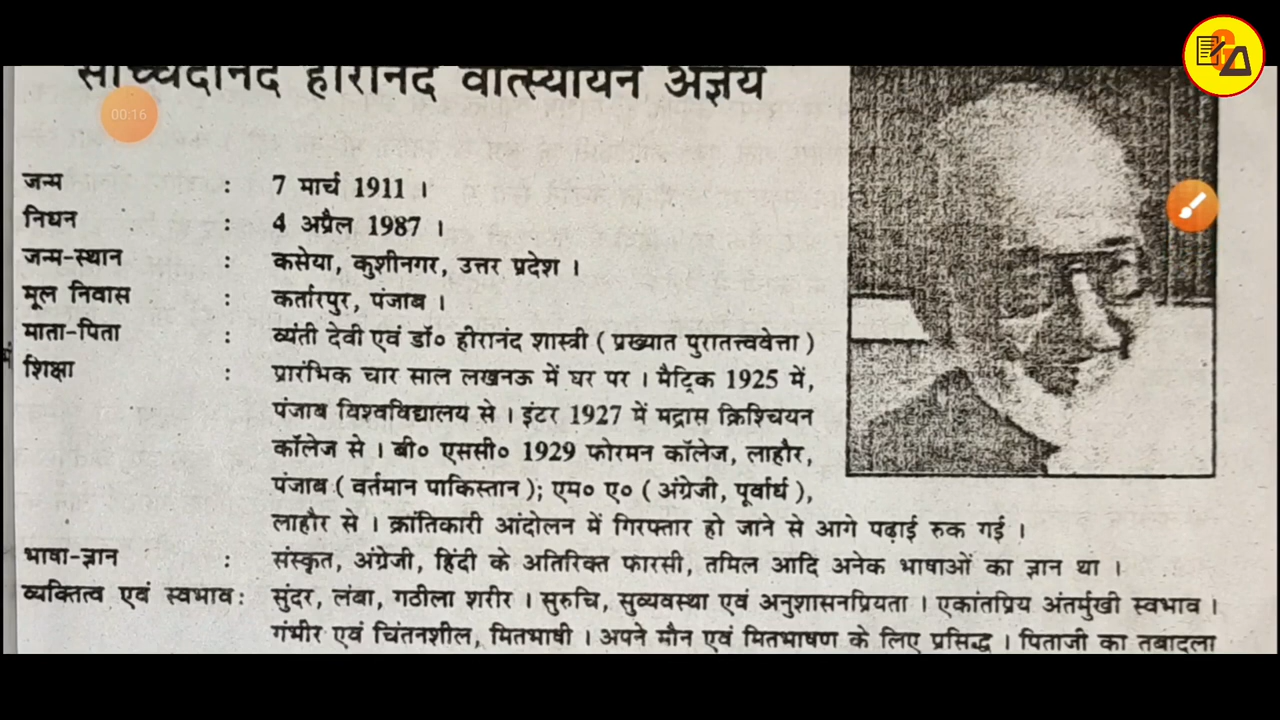 सच्चिदानंद हीरानंद वात्स्यायन अज्ञेय
00:16
जन्म : 7 मार्च 1911 ।
निधन : 4 अप्रैल 1987 ।
जन्म-स्थान : कसेया, कुशीनगर, उत्तर प्रदेश ।
मूल निवास : कर्तारपुर, पंजाब ।
माता-पिता : व्यंती देवी एवं डॉ० हीरानंद शास्त्री ( प्रख्यात पुरातत्त्ववेत्ता )
शिक्षा : प्रारंभिक चार साल लखनऊ में घर पर । मैट्रिक 1925 में,
पंजाब विश्वविद्यालय से । इंटर 1927 में मद्रास क्रिश्चियन
कॉलेज से । बी० एससी० 1929 फोरमन कॉलेज, लाहौर,
पंजाब ( वर्तमान पाकिस्तान ); एम० ए० ( अंग्रेजी, पूर्वार्ध ),
लाहौर से । क्रांतिकारी आंदोलन में गिरफ्तार हो जाने से आगे पढ़ाई रुक गई ।
भाषा-ज्ञान : संस्कृत, अंग्रेजी, हिंदी के अतिरिक्त फारसी, तमिल आदि अनेक भाषाओं का ज्ञान था ।
व्यक्तित्व एवं स्वभाव : सुंदर, लंबा, गठीला शरीर । सुरुचि, सुव्यवस्था एवं अनुशासनप्रियता । एकांतप्रिय अंतर्मुखी स्वभाव ।
गंभीर एवं चिंतनशील, मितभाषी । अपने मौन एवं मितभाषण के लिए प्रसिद्ध । पिताजी का तबादला